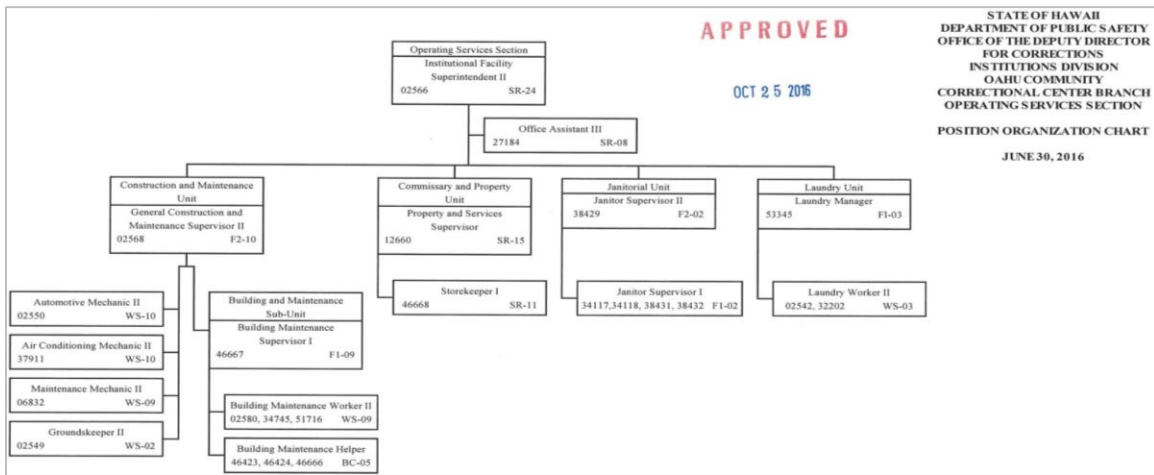 APPROVED
OCT 25 2016
STATE OF HAWAII
DEPARTMENT OF PUBLIC SAFETY
OFFICE OF THE DEPUTY DIRECTOR
FOR CORRECTIONS
INSTITUTIONS DIVISION
OAHU COMMUNITY
CORRECTIONAL CENTER BRANCH
OPERATING SERVICES SECTION
POSITION ORGANIZATION CHART
JUNE 30, 2016
Operating Services Section
Institutional Facility
Superintendent II
02566 SR-24
Office Assistant III
27184 SR-08
Construction and Maintenance
Unit
General Construction and
Maintenance Supervisor II
02568 F2-10
Commissary and Property
Unit
Property and Services
Supervisor
12660 SR-15
Janitorial Unit
Janitor Supervisor II
38429 F2-02
Laundry Unit
Laundry Manager
53345 F1-03
Automotive Mechanic II
02550 WS-10
Air Conditioning Mechanic II
37911 WS-10
Maintenance Mechanic II
06832 WS-09
Groundskeeper II
02549 WS-02
Building and Maintenance
Sub-Unit
Building Maintenance
Supervisor I
46667 F1-09
Building Maintenance Worker II
02580, 34745, 51716 WS-09
Building Maintenance Helper
46423, 46424, 46666 BC-05
Storekeeper I
46668 SR-11
Janitor Supervisor I
34117,34118, 38431, 38432 F1-02
Laundry Worker II
02542, 32202 WS-03